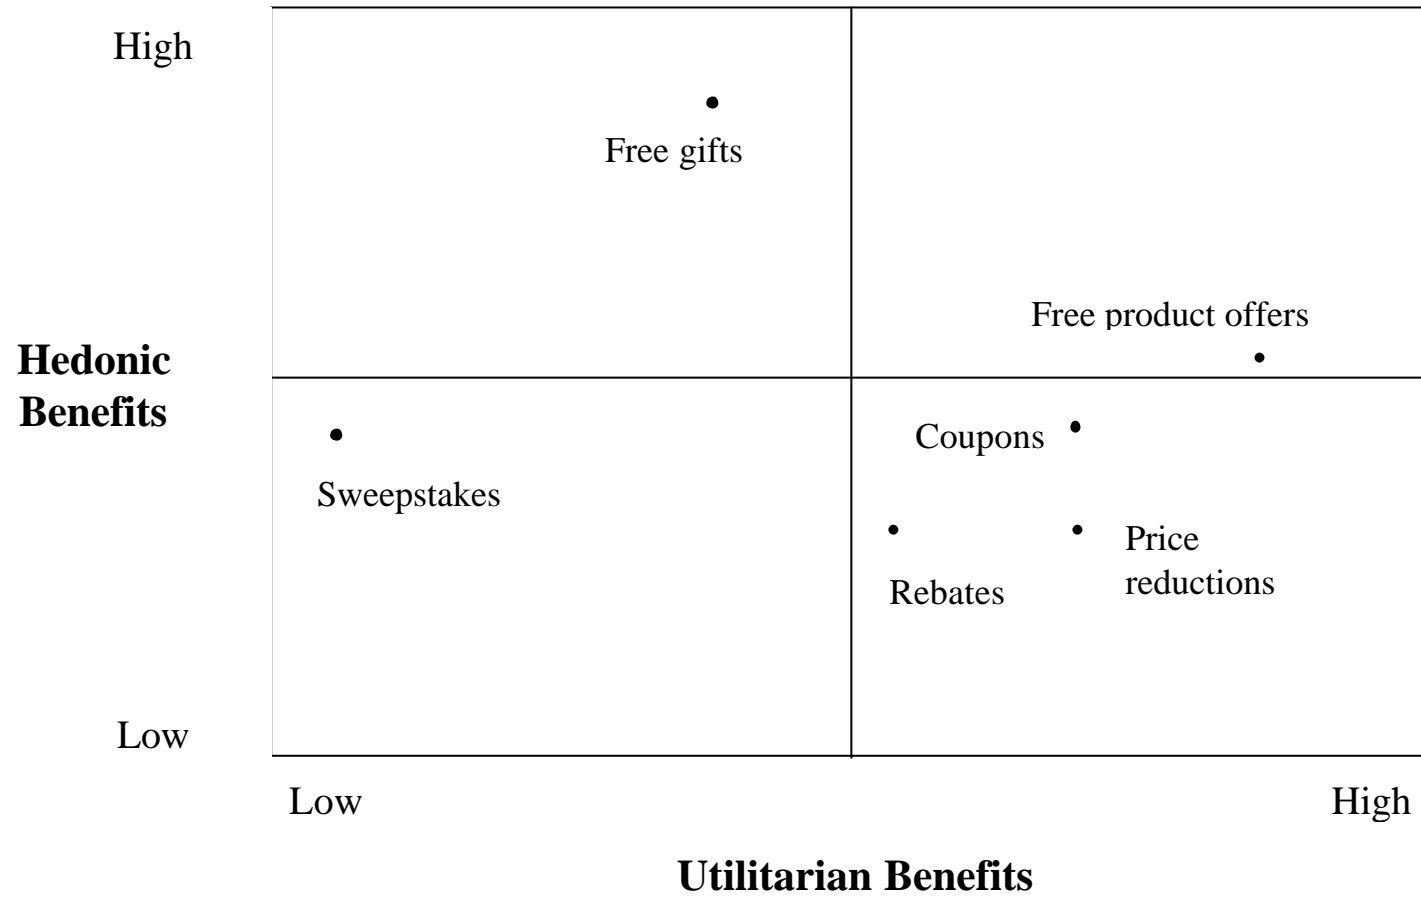 High
Free gifts
Free product offers
Hedonic
Benefits
Coupons
Sweepstakes
Price
reductions
Rebates
Low
Low
High
Utilitarian Benefits